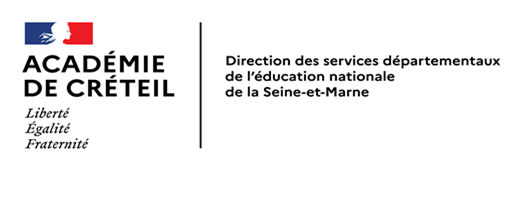 ACADÉMIE
DE CRÉTEIL
Liberté
Égalité
Fraternité
Direction des services départementaux
de l'éducation nationale
de la Seine-et-Marne